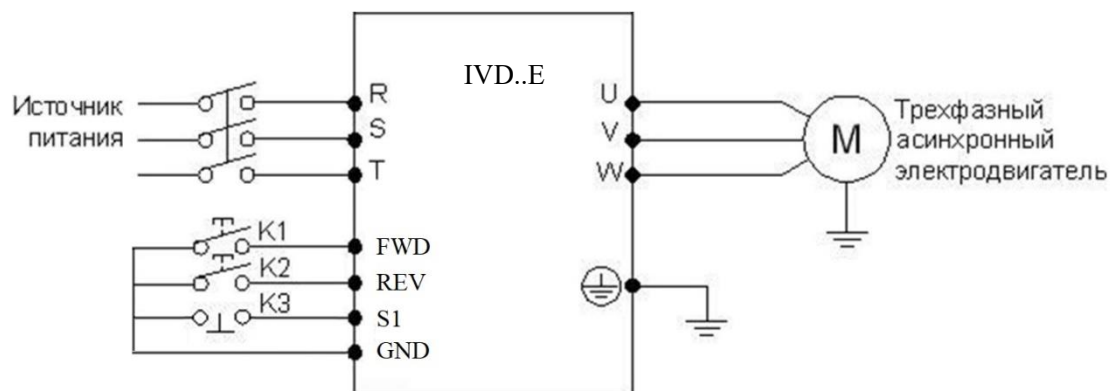 IVD..E
Источник
питания
R
S
T
U
V
W
M
Трехфазный
асинхронный
электродвигатель
K1
FWD
K2
REV
K3
S1
GND